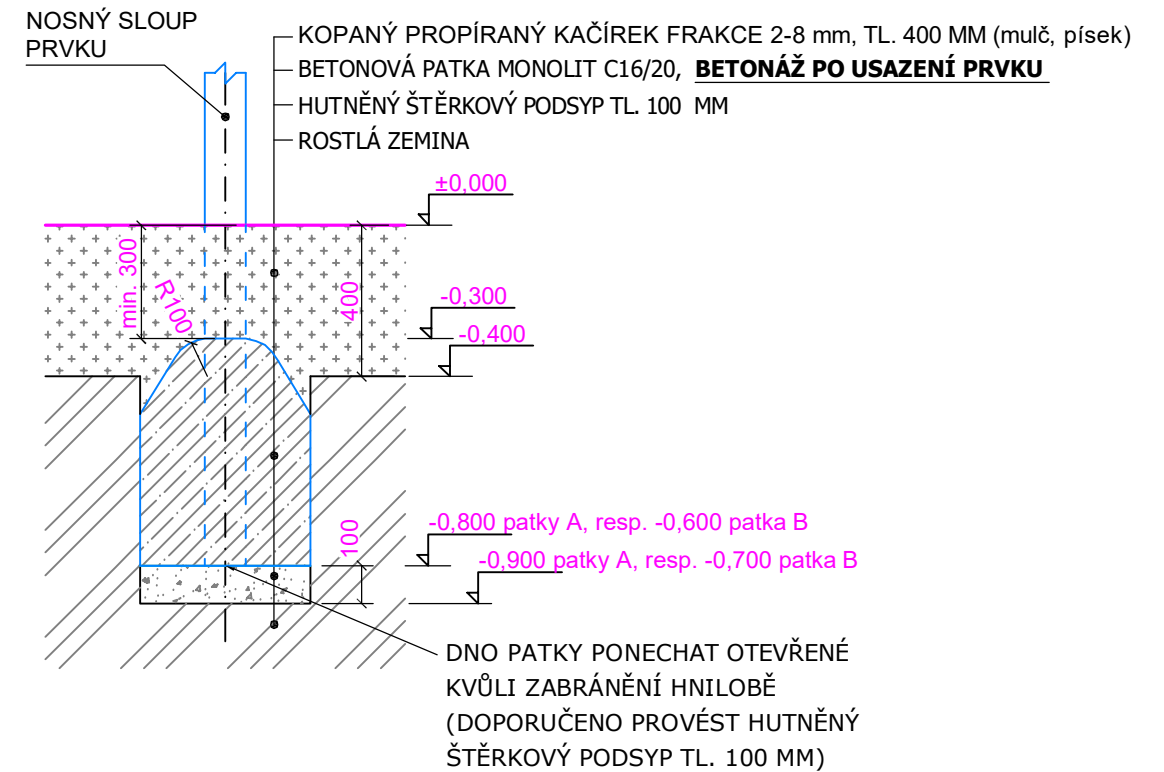 NOSNÝ SLOUP
PRVKU
KOPANÝ PROPÍRANÝ KAČÍREK FRAKCE 2-8 mm, TL. 400 MM (mulč, písek)
BETONOVÁ PATKA MONOLIT C16/20, BETONÁŽ PO USAZENÍ PRVKU
HUTNĚNÝ ŠTĚRKOVÝ PODSYP TL. 100 MM
ROSTLÁ ZEMINA
±0,000
min. 300
R100
400
-0,300
-0,400
100
-0,800 patky A, resp. -0,600 patka B
-0,900 patky A, resp. -0,700 patka B
DNO PATKY PONECHAT OTEVŘENÉ
KVŮLI ZABRÁNĚNÍ HNILOBĚ
(DOPORUČENO PROVÉST HUTNĚNÝ
ŠTĚRKOVÝ PODSYP TL. 100 MM)